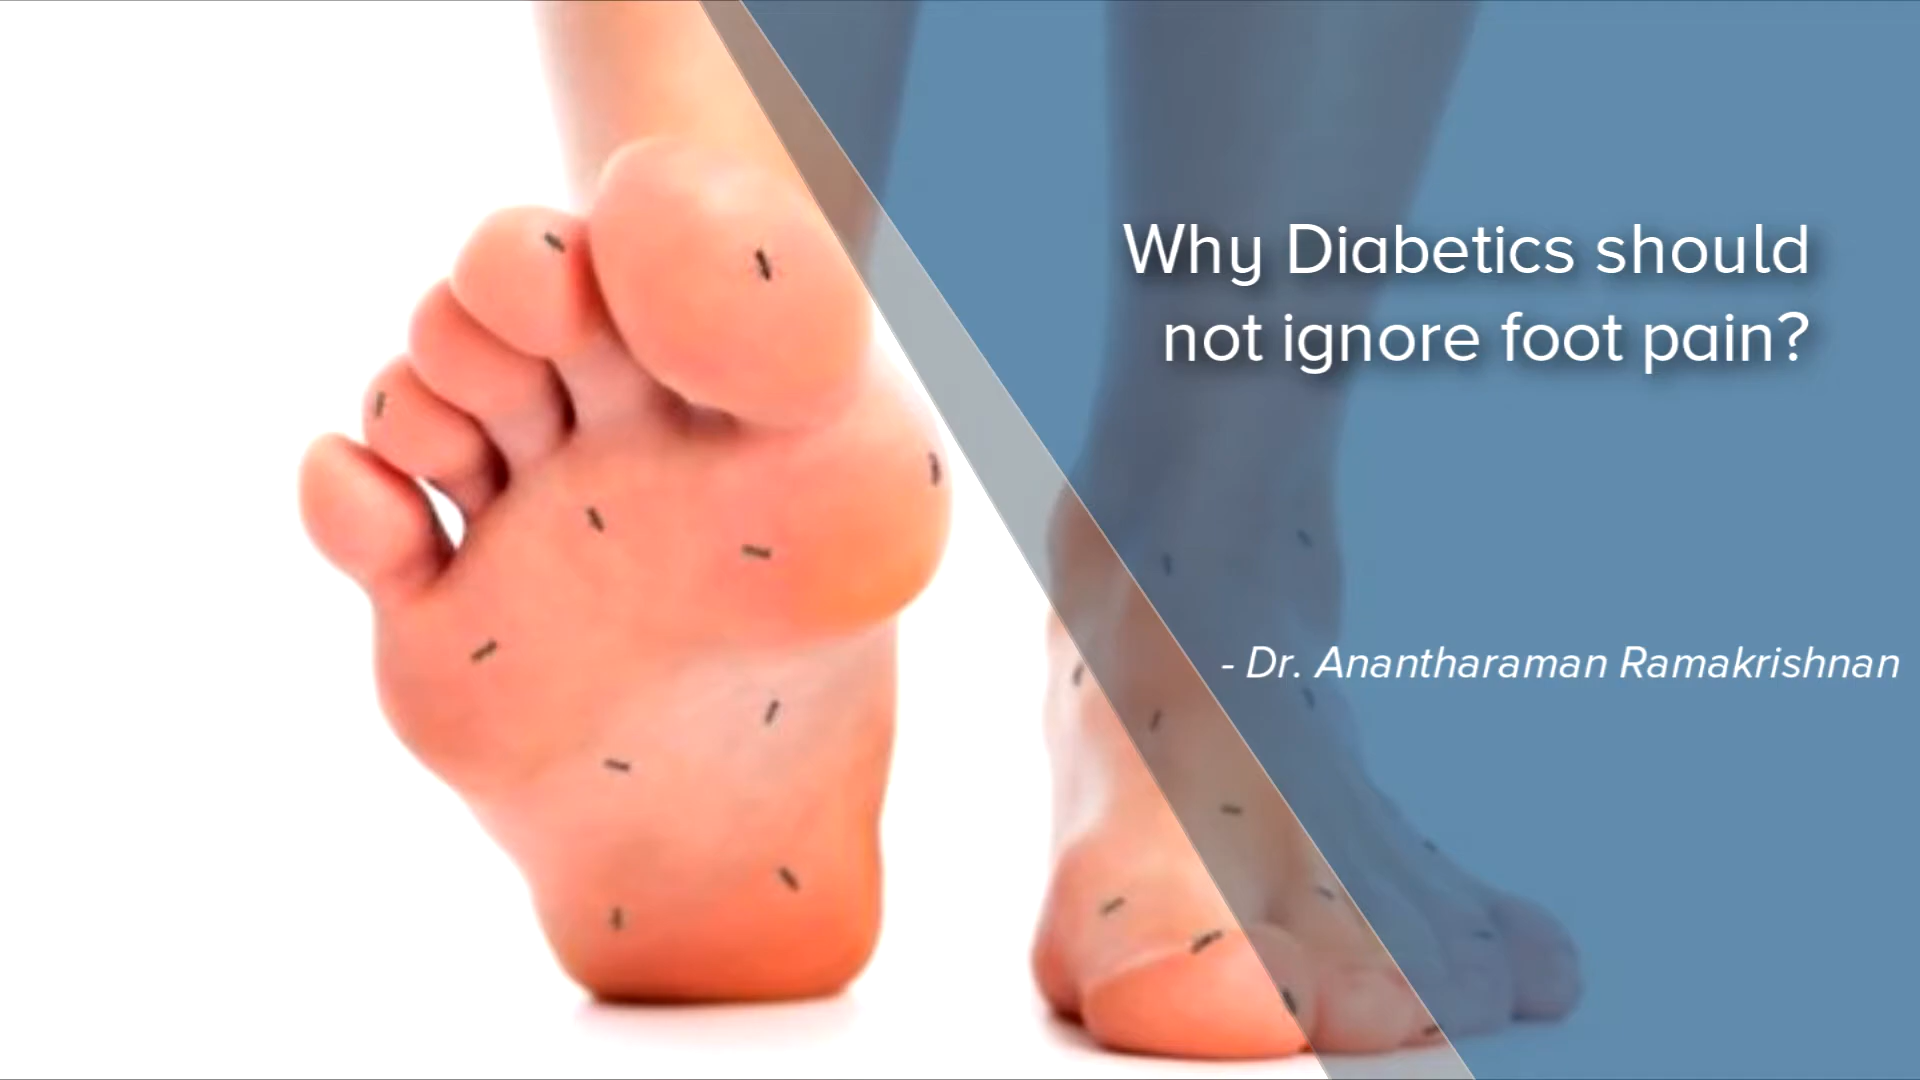 Why Diabetics should
not ignore foot pain?
- Dr. Anantharaman Ramakrishnan